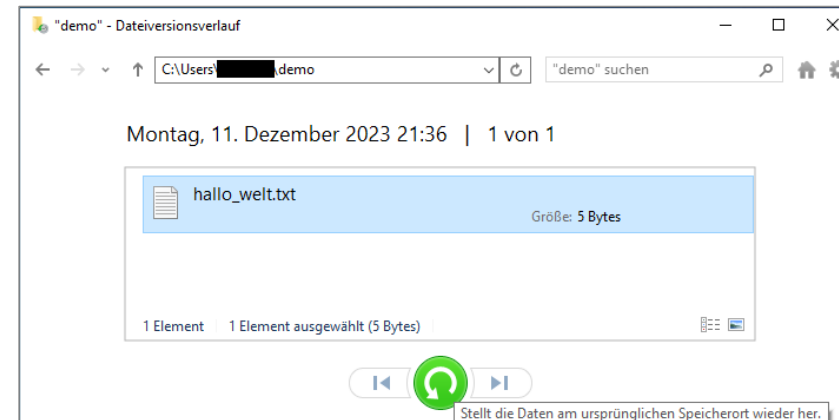 "demo" - Dateiversionsverlauf
C:\Users\ \demo
"demo" suchen
Montag, 11. Dezember 2023 21:36 | 1 von 1
hallo_welt.txt
Größe: 5 Bytes
1 Element 1 Element ausgewählt (5 Bytes)
Stellt die Daten am ursprünglichen Speicherort wieder her.